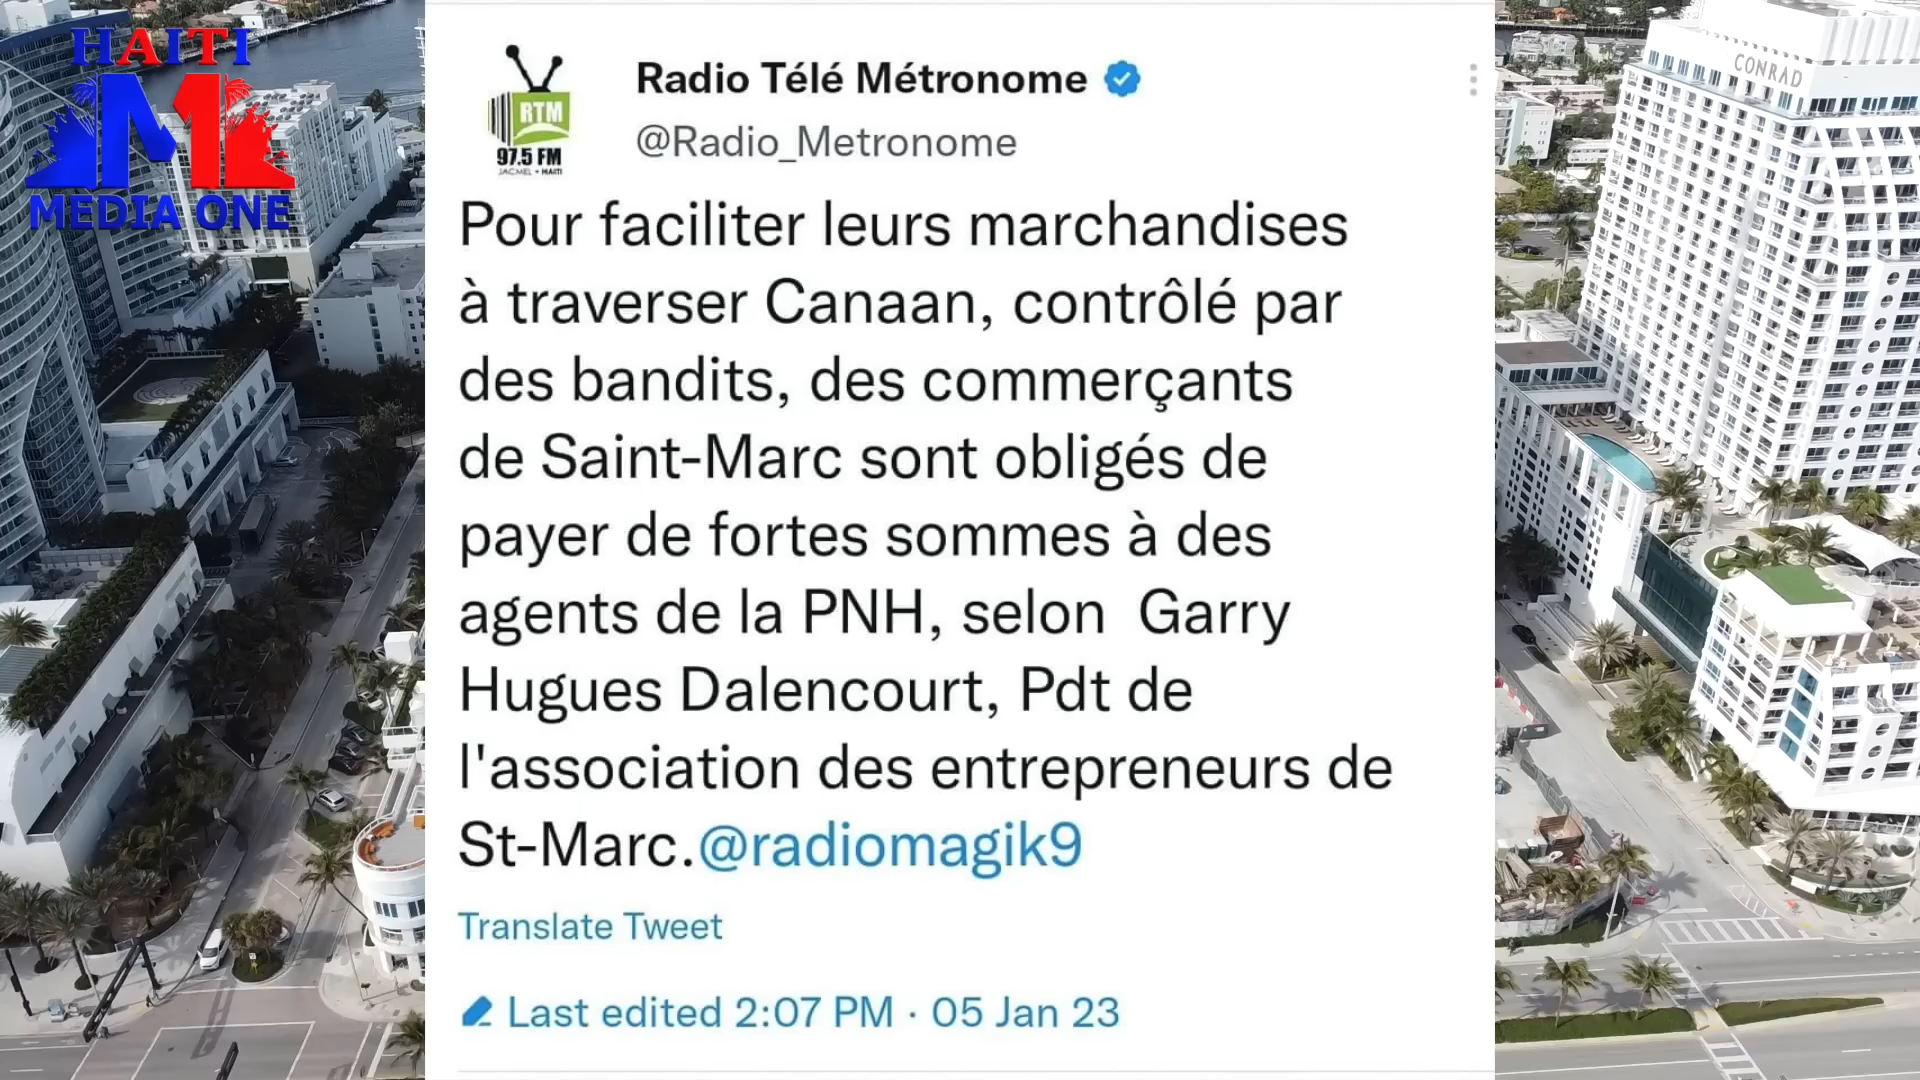 HAITI
MEDIA ONE
RTM
97.5 FM
JACMEL • HAITI
Radio Télé Métronome
@Radio_Metronome
Pour faciliter leurs marchandises
à traverser Canaan, contrôlé par
des bandits, des commerçants
de Saint-Marc sont obligés de
payer de fortes sommes à des
agents de la PNH, selon  Garry
Hugues Dalencourt, Pdt de
l'association des entrepreneurs de
St-Marc.@radiomagik9
Translate Tweet
Last edited 2:07 PM · 05 Jan 23
CONRAD